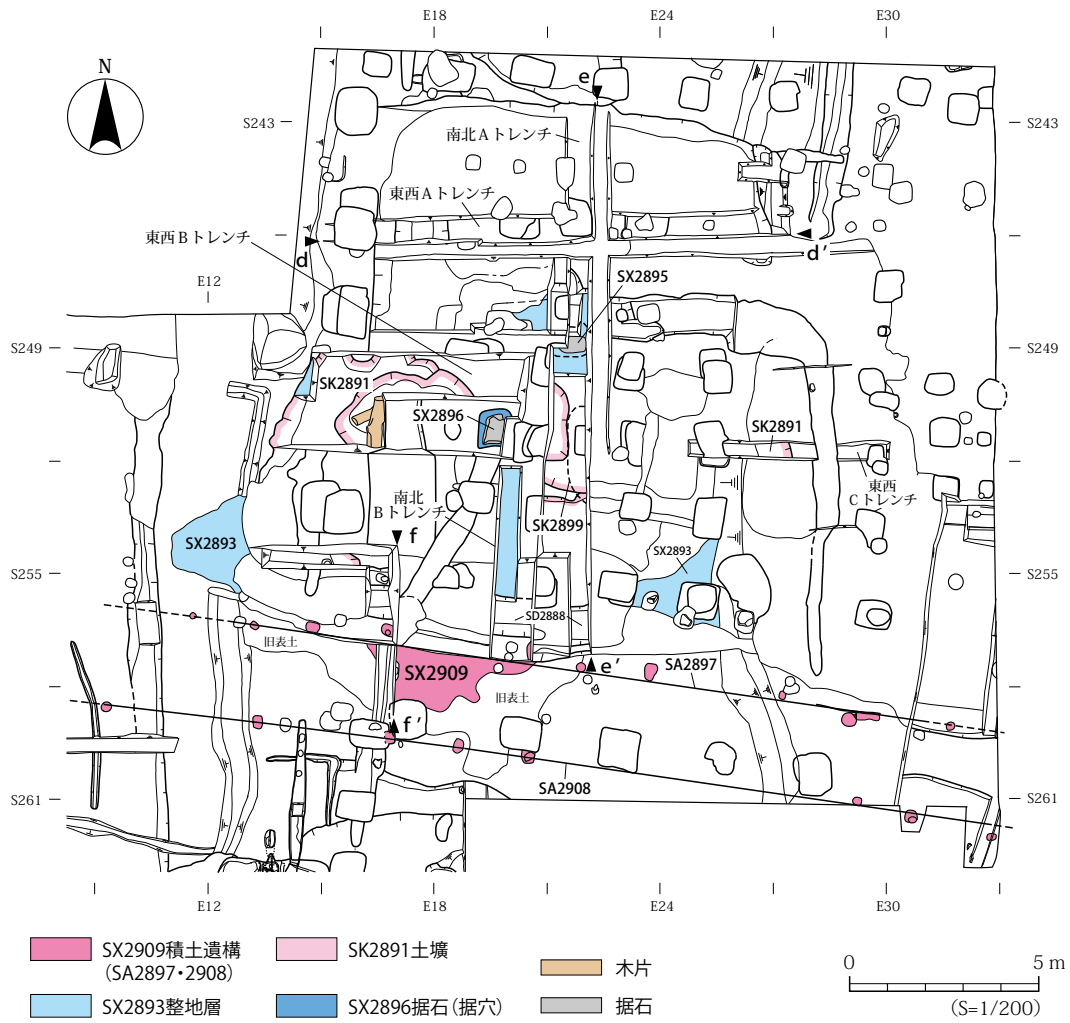 E18
E24
E30
N
e
S243
S243
南北Aトレンチ
東西Aトレンチ
東西Bトレンチ
d
d′
E12
SX2895
S249
S249
SK2891
SX2896
SK2891
東西
Cトレンチ
南北
Bトレンチ
SK2899
SX2893
f
SX2893
S255
S255
SD2888
旧表土
SX2909
e′
SA2897
旧表土
f′
SA2908
S261
S261
E12
E18
E24
E30
SX2909積土遺構
(SA2897・2908)
SK2891土壙
木片
SX2893整地層
SX2896据石(据穴)
据石
0
5 m
(S=1/200)